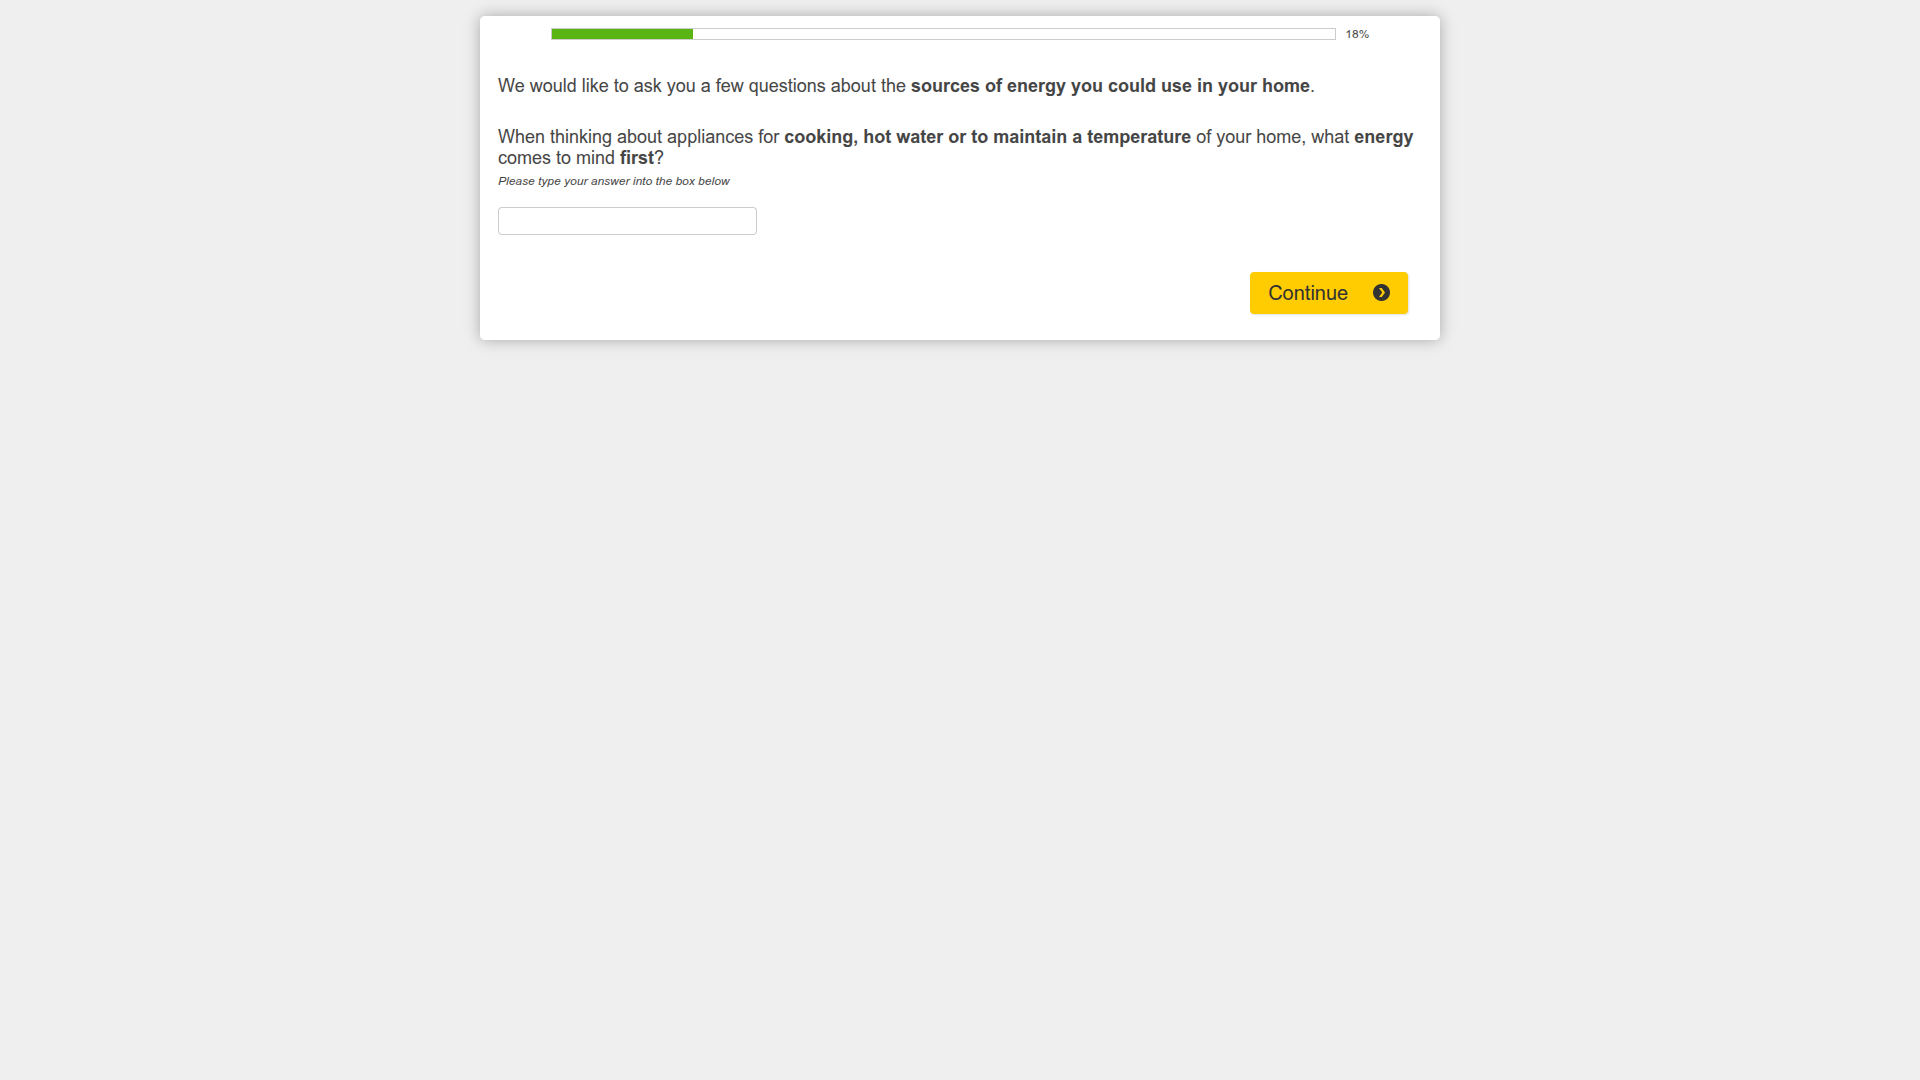 18%
We would like to ask you a few questions about the sources of energy you could use in your home.
When thinking about appliances for cooking, hot water or to maintain a temperature of your home, what energy
comes to mind first?
Please type your answer into the box below
Continue